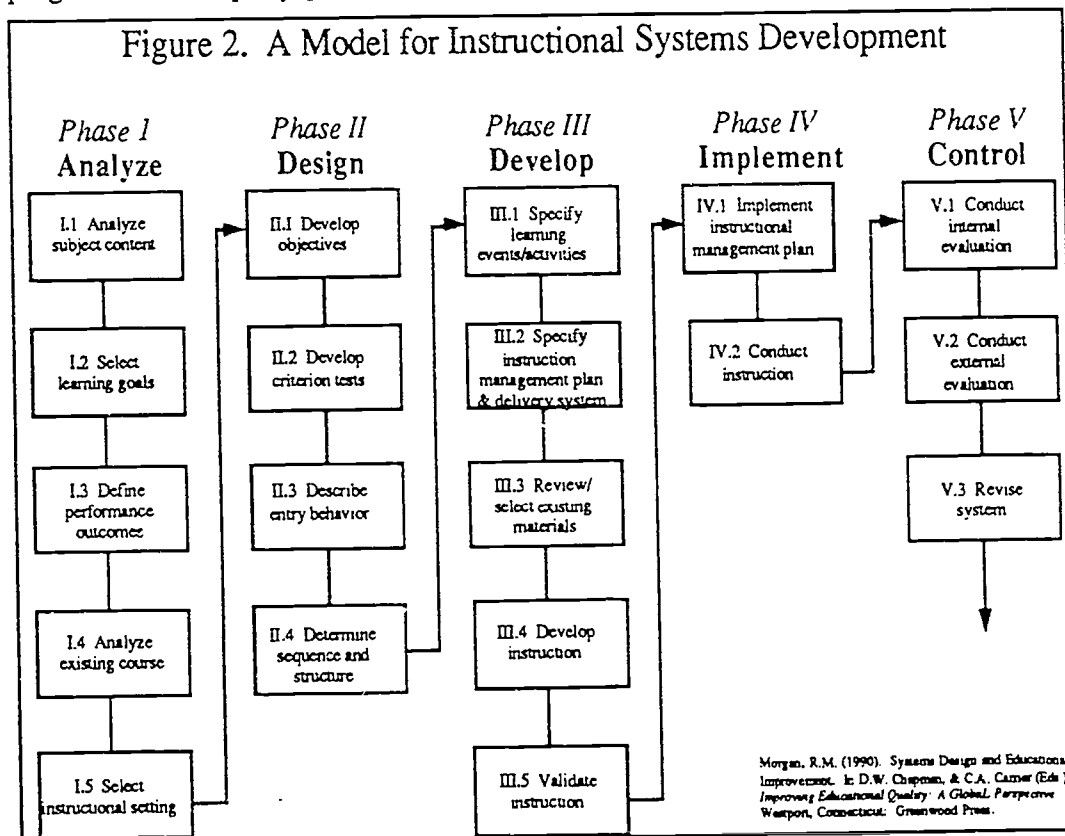 Figure 2. A Model for Instructional Systems Development
Phase I
Analyze
I.1 Analyze
subject content
I.2 Select
learning goals
I.3 Define
performance
outcomes
I.4 Analyze
existing course
I.5 Select
instructional setting
Phase II
Design
II.1 Develop
objectives
II.2 Develop
criterion tests
II.3 Describe
entry behavior
II.4 Determine
sequence and
structure
Phase III
Develop
III.1 Specify
learning
events/activities
III.2 Specify
instruction
management plan
& delivery system
III.3 Review/
select existing
materials
III.4 Develop
instruction
III.5 Validate
instruction
Phase IV
Implement
IV.1 Implement
instructional
management plan
IV.2 Conduct
instruction
Phase V
Control
V.1 Conduct
internal
evaluation
V.2 Conduct
external
evaluation
V.3 Revise
system
Morgan, R.M. (1990). Systems Design and Educationa
Improvement. In D.W. Chapman, & C.A. Carner (Eds
Improving Educational Quality: A Global Perspective
Westport, Connecticut: Greenwood Press.